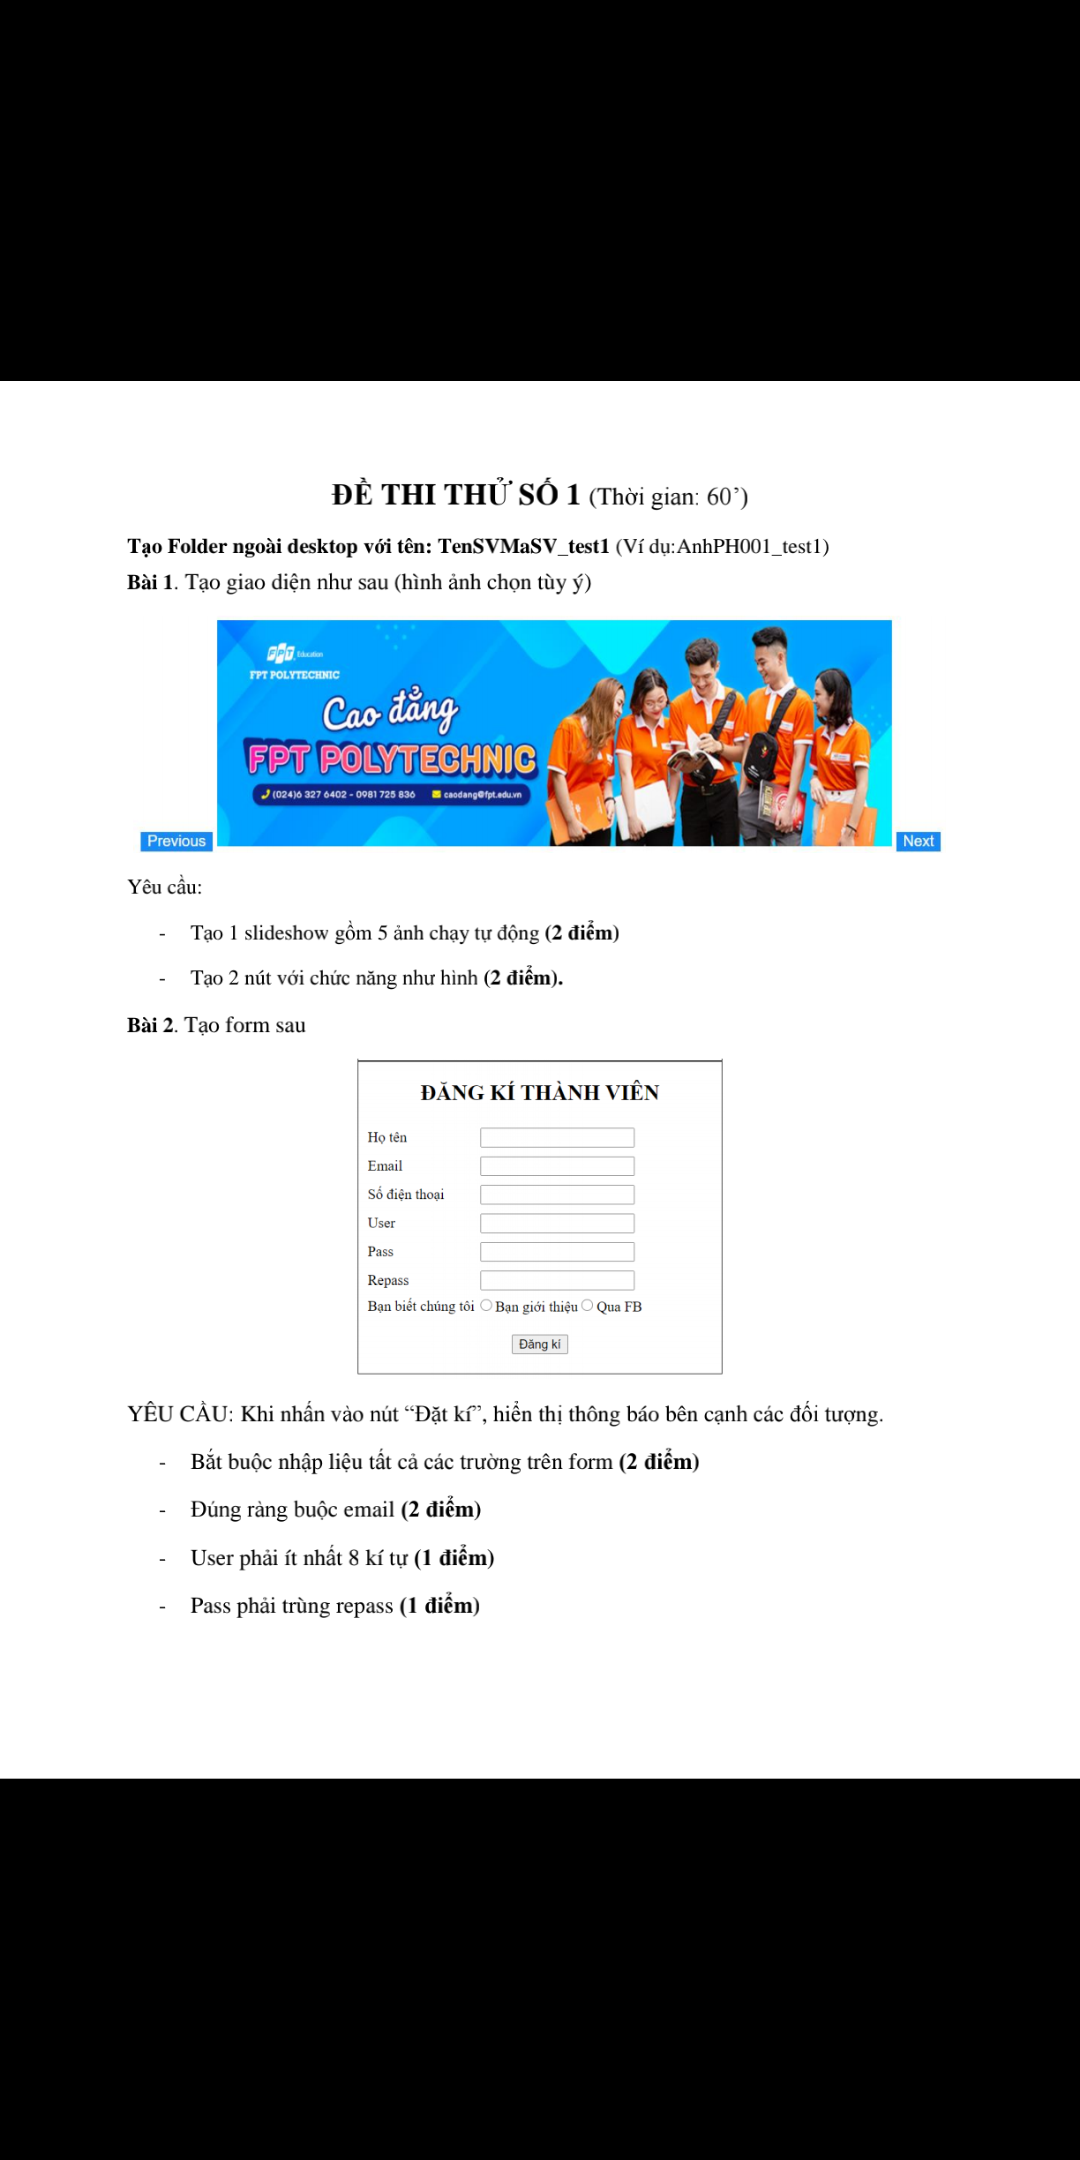 ĐỀ THI THỬ SỐ 1 (Thời gian: 60’)
Tạo Folder ngoài desktop với tên: TenSVMaSV_test1 (Ví dụ:AnhPH001_test1)
Bài 1. Tạo giao diện như sau (hình ảnh chọn tùy ý)
FPT Education
FPT POLYTECHNIC
Cao đẳng
FPT POLYTECHNIC
(024)6 327 6402 - 0981 725 836 caodang@fpt.edu.vn
Previous Next
Yêu cầu:
- Tạo 1 slideshow gồm 5 ảnh chạy tự động (2 điểm)
- Tạo 2 nút với chức năng như hình (2 điểm).
Bài 2. Tạo form sau
ĐĂNG KÍ THÀNH VIÊN
Họ tên
Email
Số điện thoại
User
Pass
Repass
Bạn biết chúng tôi Bạn giới thiệu Qua FB
Đăng kí
YÊU CẦU: Khi nhấn vào nút “Đặt kí”, hiển thị thông báo bên cạnh các đối tượng.
- Bắt buộc nhập liệu tất cả các trường trên form (2 điểm)
- Đúng ràng buộc email (2 điểm)
- User phải ít nhất 8 kí tự (1 điểm)
- Pass phải trùng repass (1 điểm)